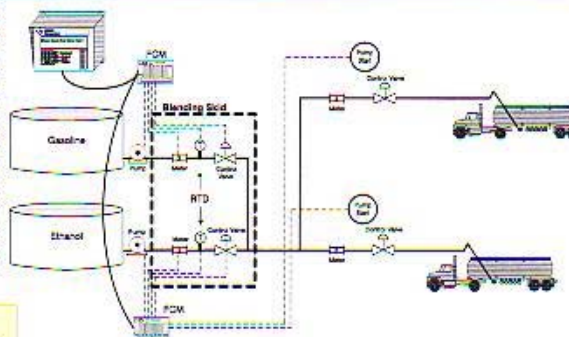 FCM
Blending Skid
Gasoline
Pump
Meter
Control
Valve
RTD
Pump
Control Valve
Ethanol
Meter
FCM
Pump
Start
Control Valve
Meter
Pump
Start
Control Valve
Meter